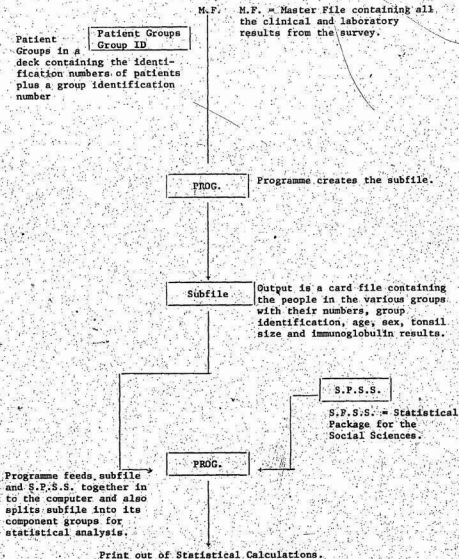 M.F.
M.F. = Master File containing all
the clinical and laboratory
results from the survey.
Patient Groups
Group ID
Patient
Groups in a
deck containing the identi-
fication numbers of patients
plus a group identification
number
PROG.
Programme creates the subfile.
Subfile
Output is a card file containing
the people in the various groups
with their numbers, group
identification, age, sex, tonsil
size and immunoglobulin results.
S.P.S.S.
S.P.S.S. = Statistical
Package for the
Social Sciences.
PROG.
Programme feeds subfile
and S.P.S.S. together in
to the computer and also
splits subfile into its
component groups for
statistical analysis.
Print out of Statistical Calculations.